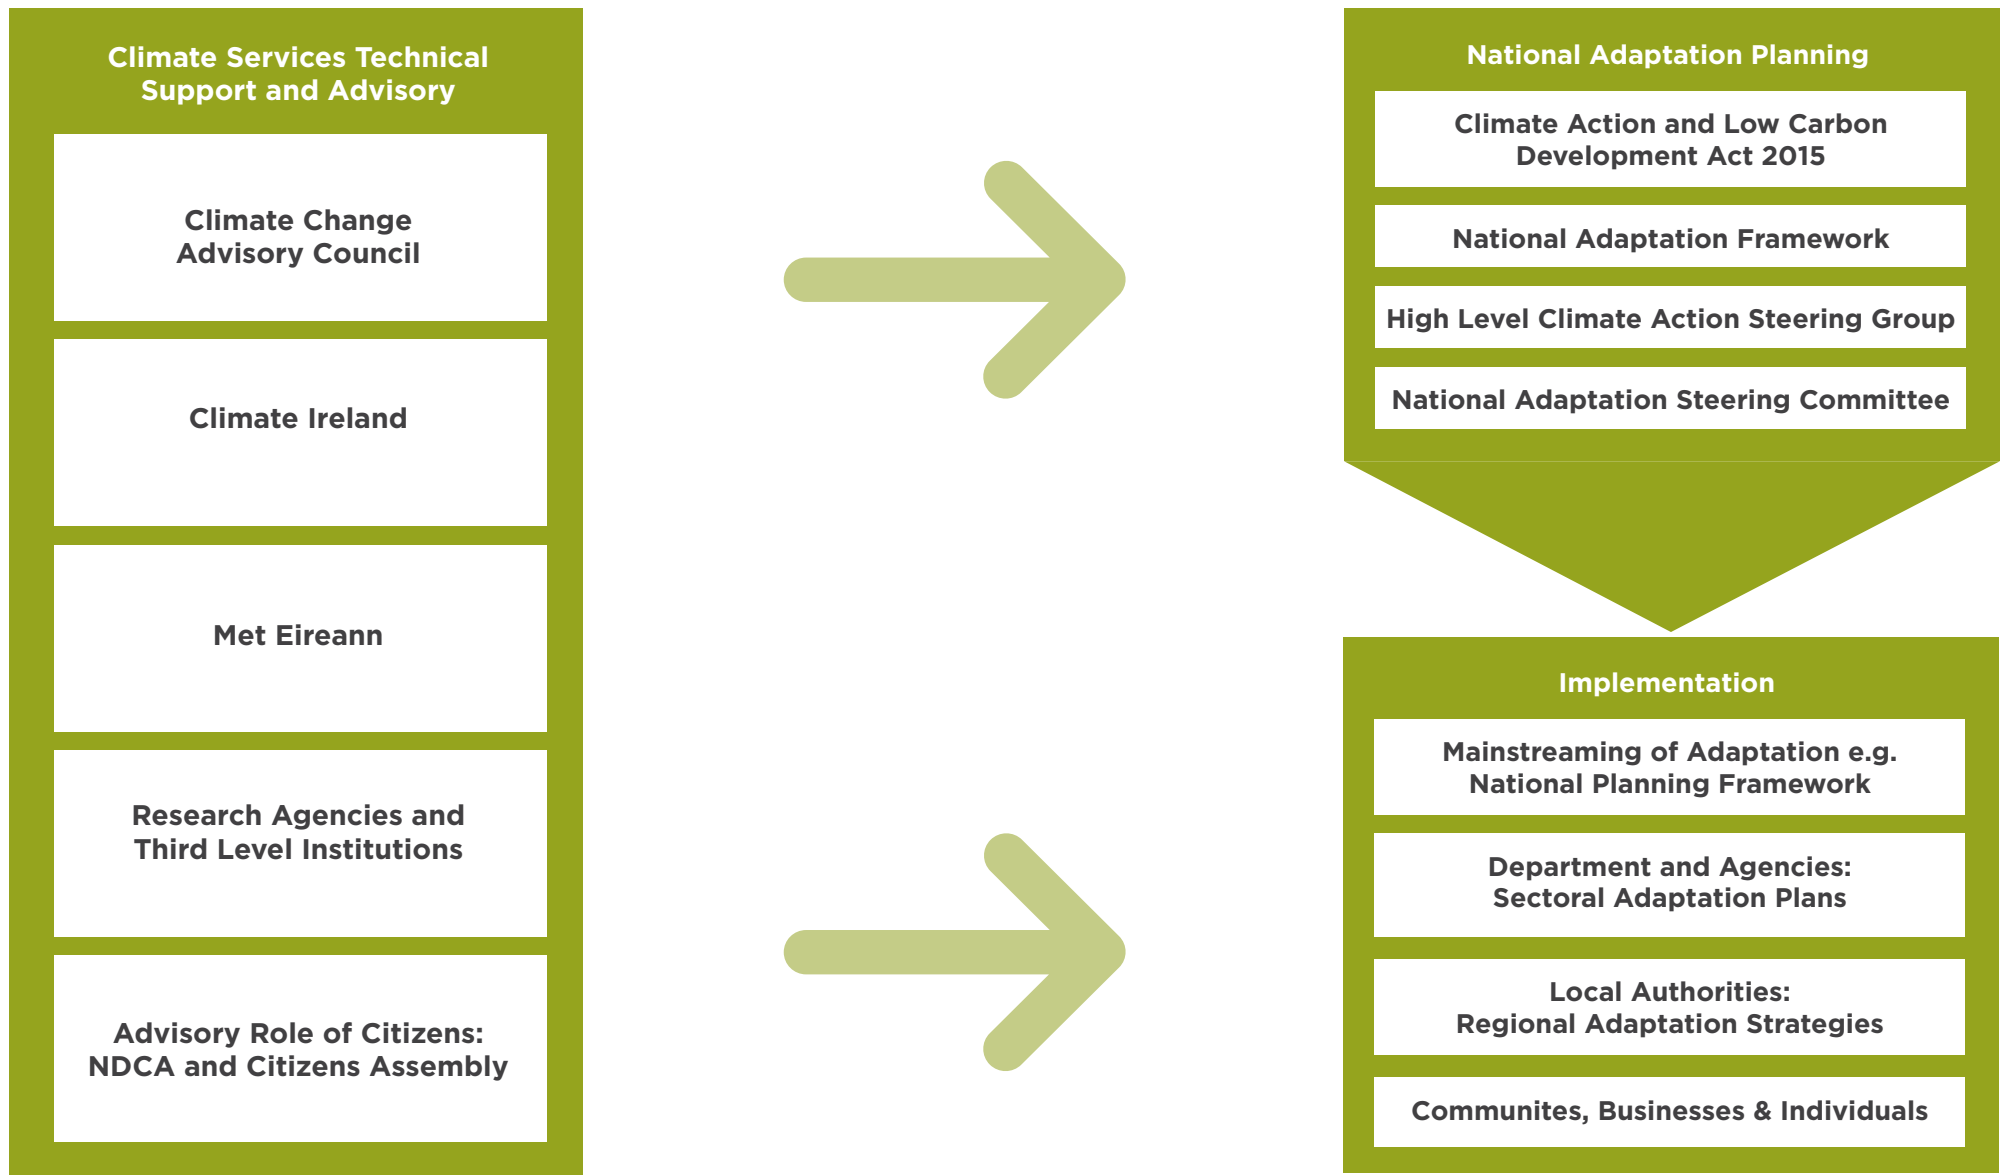 Climate Services Technical
Support and Advisory
Climate Change
Advisory Council
Climate Ireland
Met Eireann
Research Agencies and
Third Level Institutions
Advisory Role of Citizens:
NDCA and Citizens Assembly
National Adaptation Planning
Climate Action and Low Carbon
Development Act 2015
National Adaptation Framework
High Level Climate Action Steering Group
National Adaptation Steering Committee
Implementation
Mainstreaming of Adaptation e.g.
National Planning Framework
Department and Agencies:
Sectoral Adaptation Plans
Local Authorities:
Regional Adaptation Strategies
Communites, Businesses & Individuals